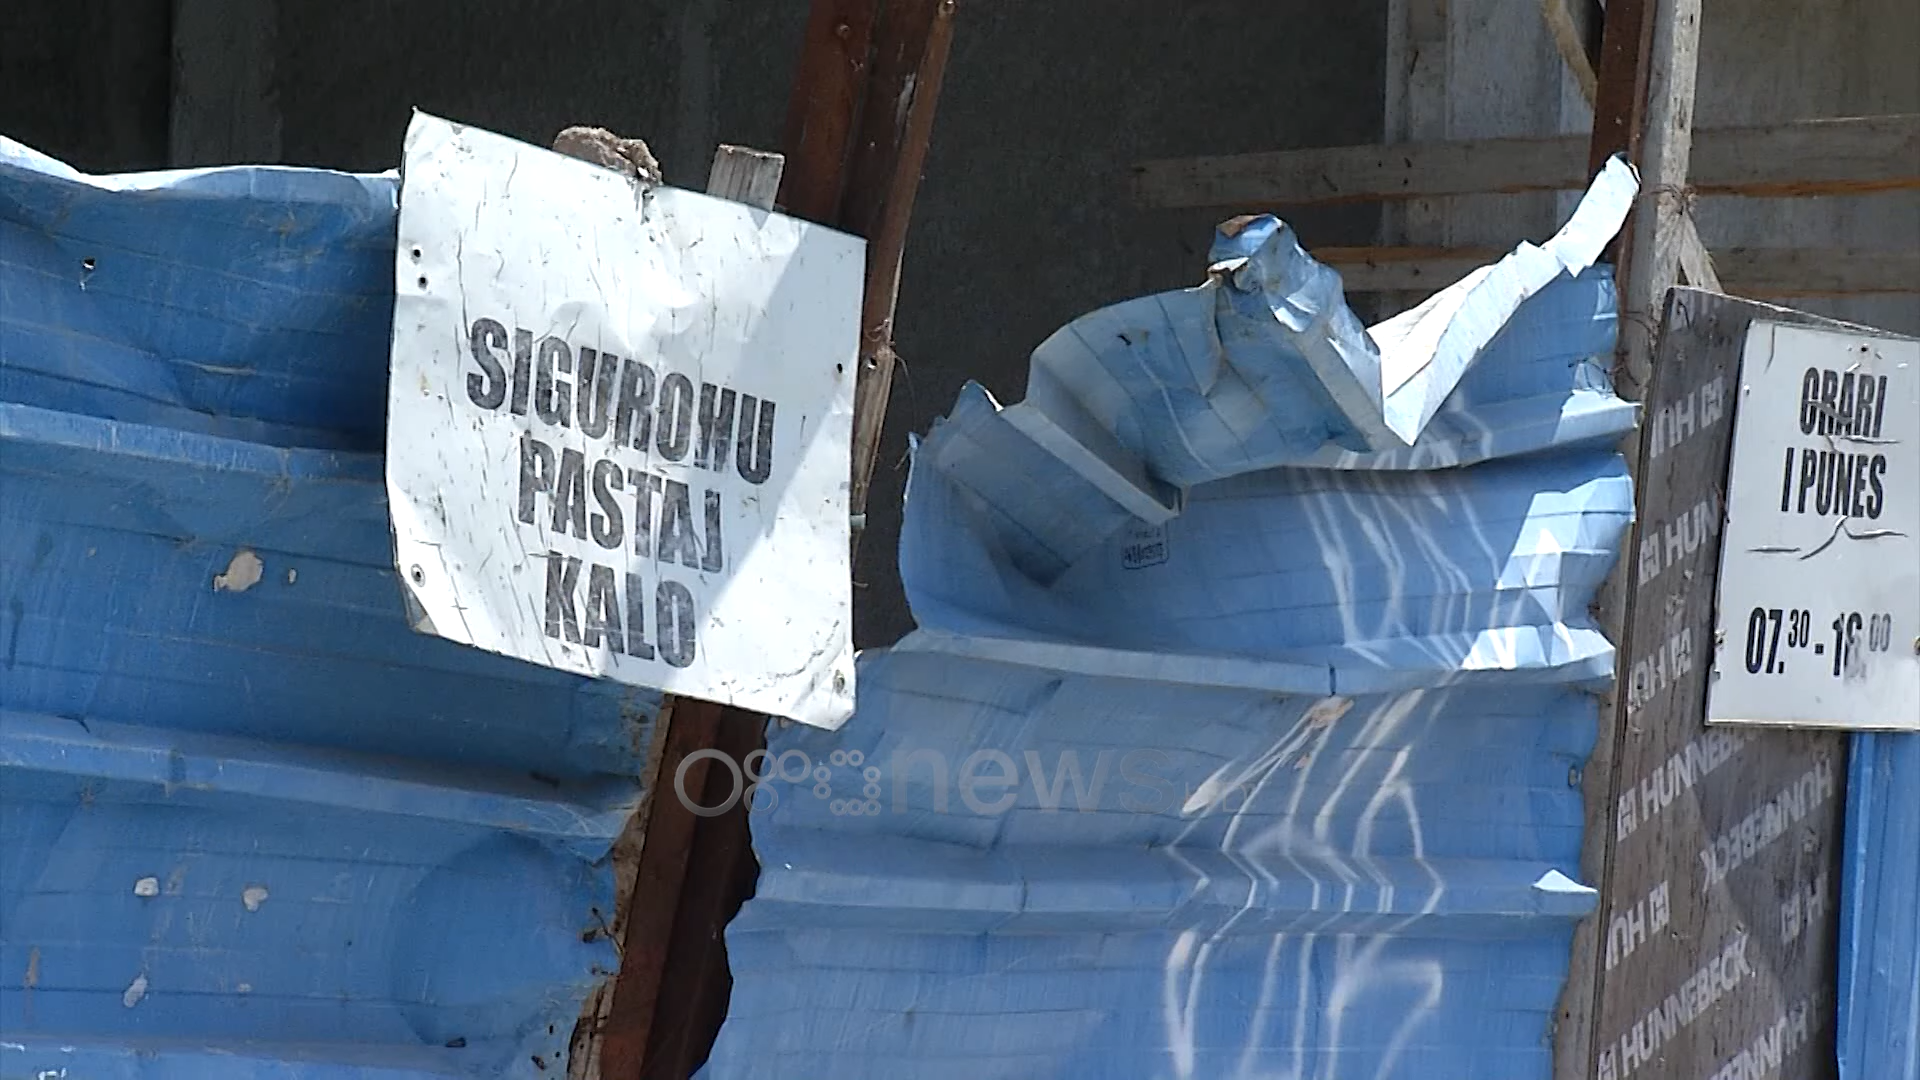 SIGUROHU
PASTAJ
KALO
ORARI
I PUNES
07.30 - 16.00
HUNNEBECK
HUNNEBECK
HUNNEBECK
news